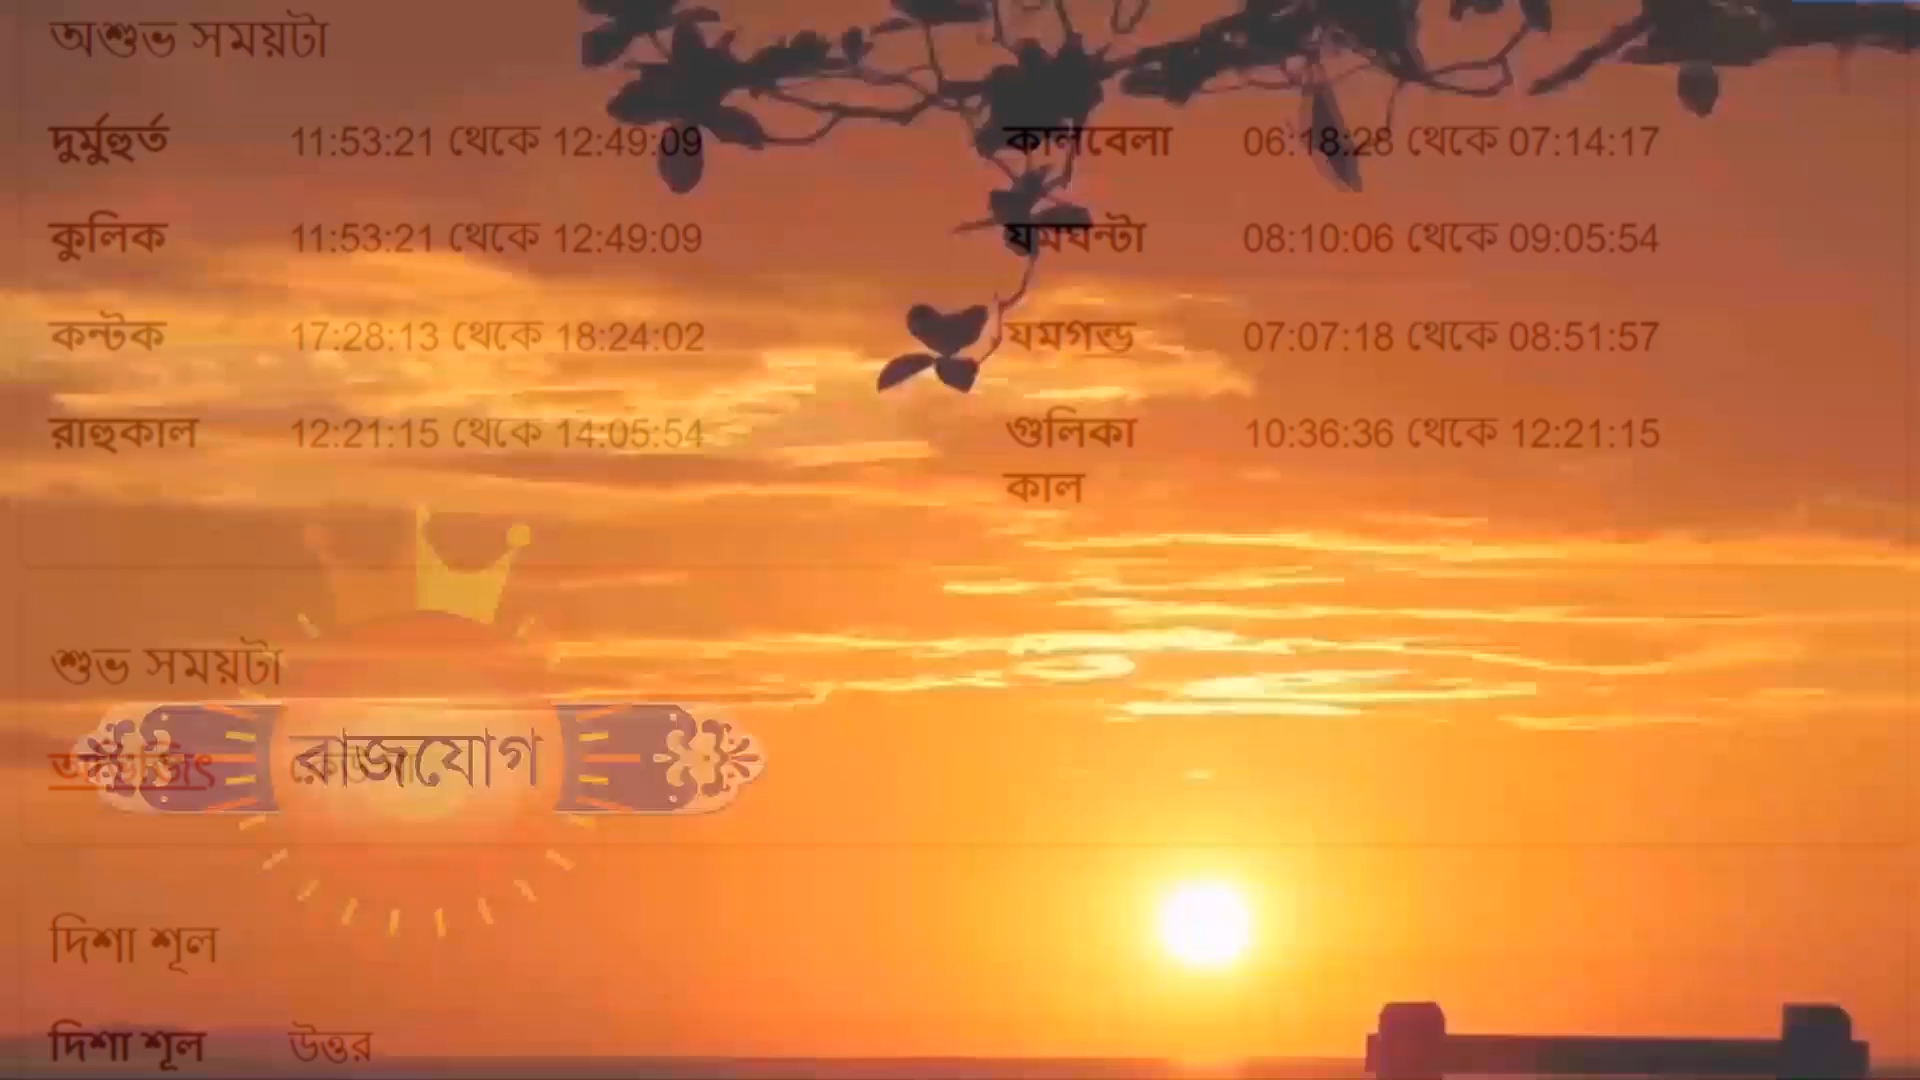 অশুভ সময়টা
দুর্মুহুর্ত 11:53:21 থেকে 12:49:09 কালবেলা 06:18:28 থেকে 07:14:17
কুলিক 11:53:21 থেকে 12:49:09 যমঘন্টা 08:10:06 থেকে 09:05:54
কন্টক 17:28:13 থেকে 18:24:02 যমগন্ড 07:07:18 থেকে 08:51:57
রাহুকাল 12:21:15 থেকে 14:05:54 গুলিকা কাল 10:36:36 থেকে 12:21:15
শুভ সময়টা
রাজযোগ
দিশা শূল
দিশা শূল উত্তর